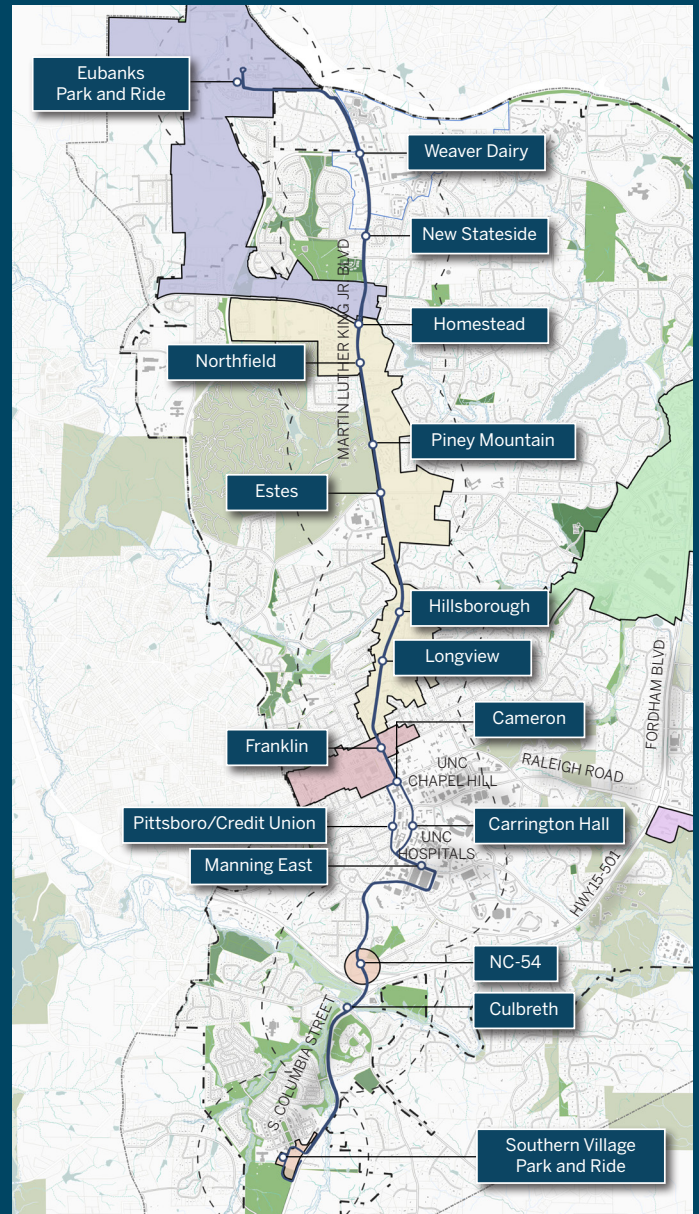 Eubanks
Park and Ride
Weaver Dairy
New Stateside
MARTIN LUTHER KING JR. BLVD
Homestead
Northfield
Piney Mountain
Estes
Hillsborough
Longview
Cameron
Franklin
FORDHAM BLVD
UNC
CHAPEL HILL
RALEIGH ROAD
Pittsboro/Credit Union
Carrington Hall
UNC
HOSPITALS
Manning East
HWY 15-501
NC-54
Culbreth
S. COLUMBIA STREET
Southern Village
Park and Ride